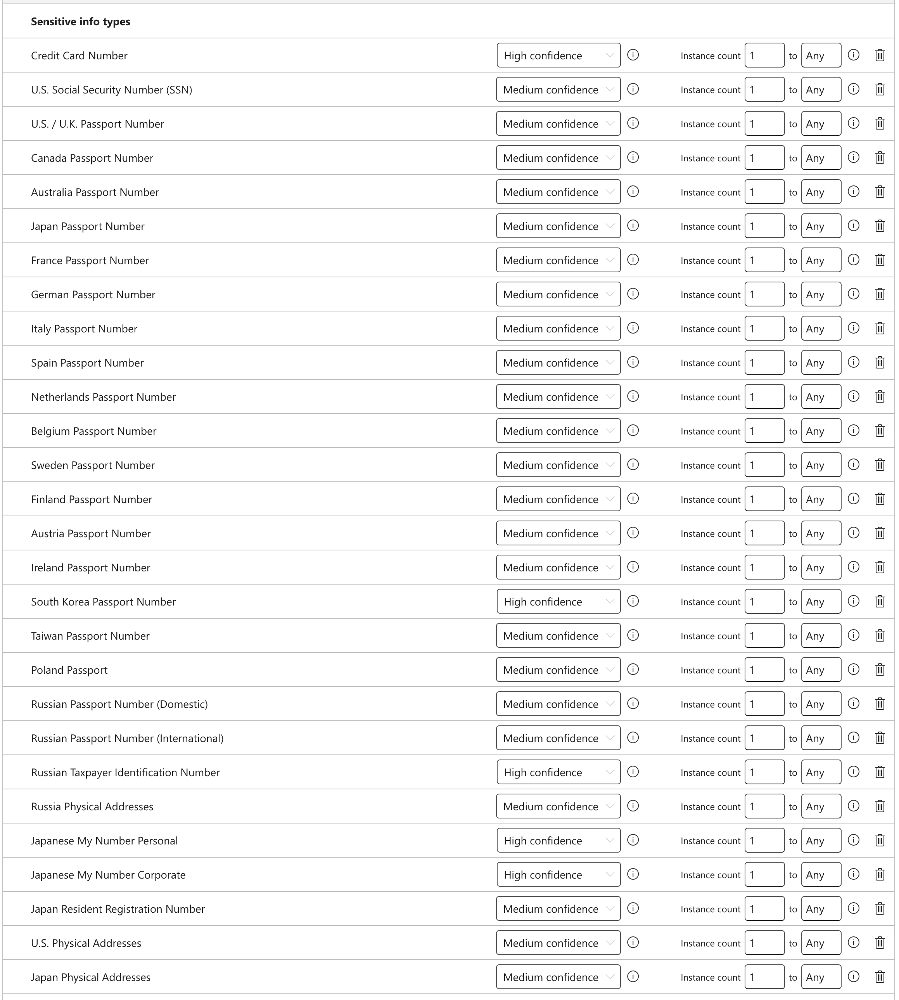 Sensitive info types
Credit Card Number High confidence Instance count 1 to Any
U.S. Social Security Number (SSN) Medium confidence Instance count 1 to Any
U.S. / U.K. Passport Number Medium confidence Instance count 1 to Any
Canada Passport Number Medium confidence Instance count 1 to Any
Australia Passport Number Medium confidence Instance count 1 to Any
Japan Passport Number Medium confidence Instance count 1 to Any
France Passport Number Medium confidence Instance count 1 to Any
German Passport Number Medium confidence Instance count 1 to Any
Italy Passport Number Medium confidence Instance count 1 to Any
Spain Passport Number Medium confidence Instance count 1 to Any
Netherlands Passport Number Medium confidence Instance count 1 to Any
Belgium Passport Number Medium confidence Instance count 1 to Any
Sweden Passport Number Medium confidence Instance count 1 to Any
Finland Passport Number Medium confidence Instance count 1 to Any
Austria Passport Number Medium confidence Instance count 1 to Any
Ireland Passport Number Medium confidence Instance count 1 to Any
South Korea Passport Number High confidence Instance count 1 to Any
Taiwan Passport Number Medium confidence Instance count 1 to Any
Poland Passport Medium confidence Instance count 1 to Any
Russian Passport Number (Domestic) Medium confidence Instance count 1 to Any
Russian Passport Number (International) Medium confidence Instance count 1 to Any
Russian Taxpayer Identification Number High confidence Instance count 1 to Any
Russia Physical Addresses Medium confidence Instance count 1 to Any
Japanese My Number Personal High confidence Instance count 1 to Any
Japanese My Number Corporate High confidence Instance count 1 to Any
Japan Resident Registration Number Medium confidence Instance count 1 to Any
U.S. Physical Addresses Medium confidence Instance count 1 to Any
Japan Physical Addresses Medium confidence Instance count 1 to Any